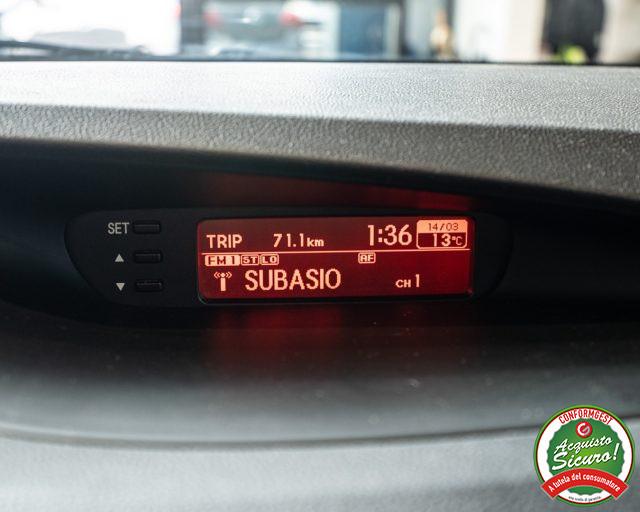 SET
▲
▼
TRIP 71.1km 1:36 14/03
13°C
FM1 ST LO AF
SUBASIO CH 1
CONFORMGEST
Acquisto
Sicuro!
A tutela del consumatore